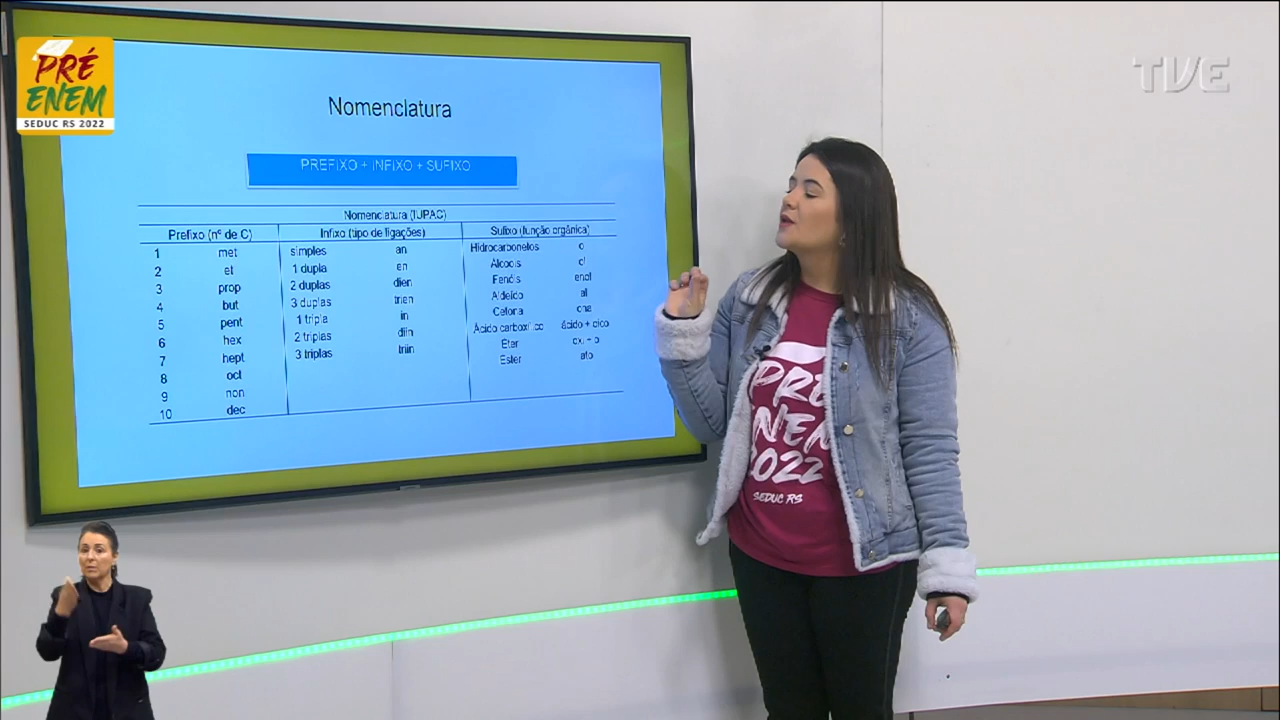 PRÉ
ENEM
SEDUC RS 2022
TVE
Nomenclatura
PREFIXO + INFIXO + SUFIXO
Nomenclatura (IUPAC)
Prefixo (nº de C) Infixo (tipo de ligações) Sufixo (função orgânica)
1 met simples an Hidrocarbonetos o
2 et 1 dupla en Álcoois ol
3 prop 2 duplas dien Fenóis enol
4 but 3 duplas trien Aldeído al
5 pent 1 tripla in Cetona ona
6 hex 2 triplas diin Ácido carboxílico ácido + oico
7 hept 3 triplas triin Éter oxi + o
8 oct Éster ato
9 non
10 dec
PRÉ
ENEM
2022
SEDUC RS